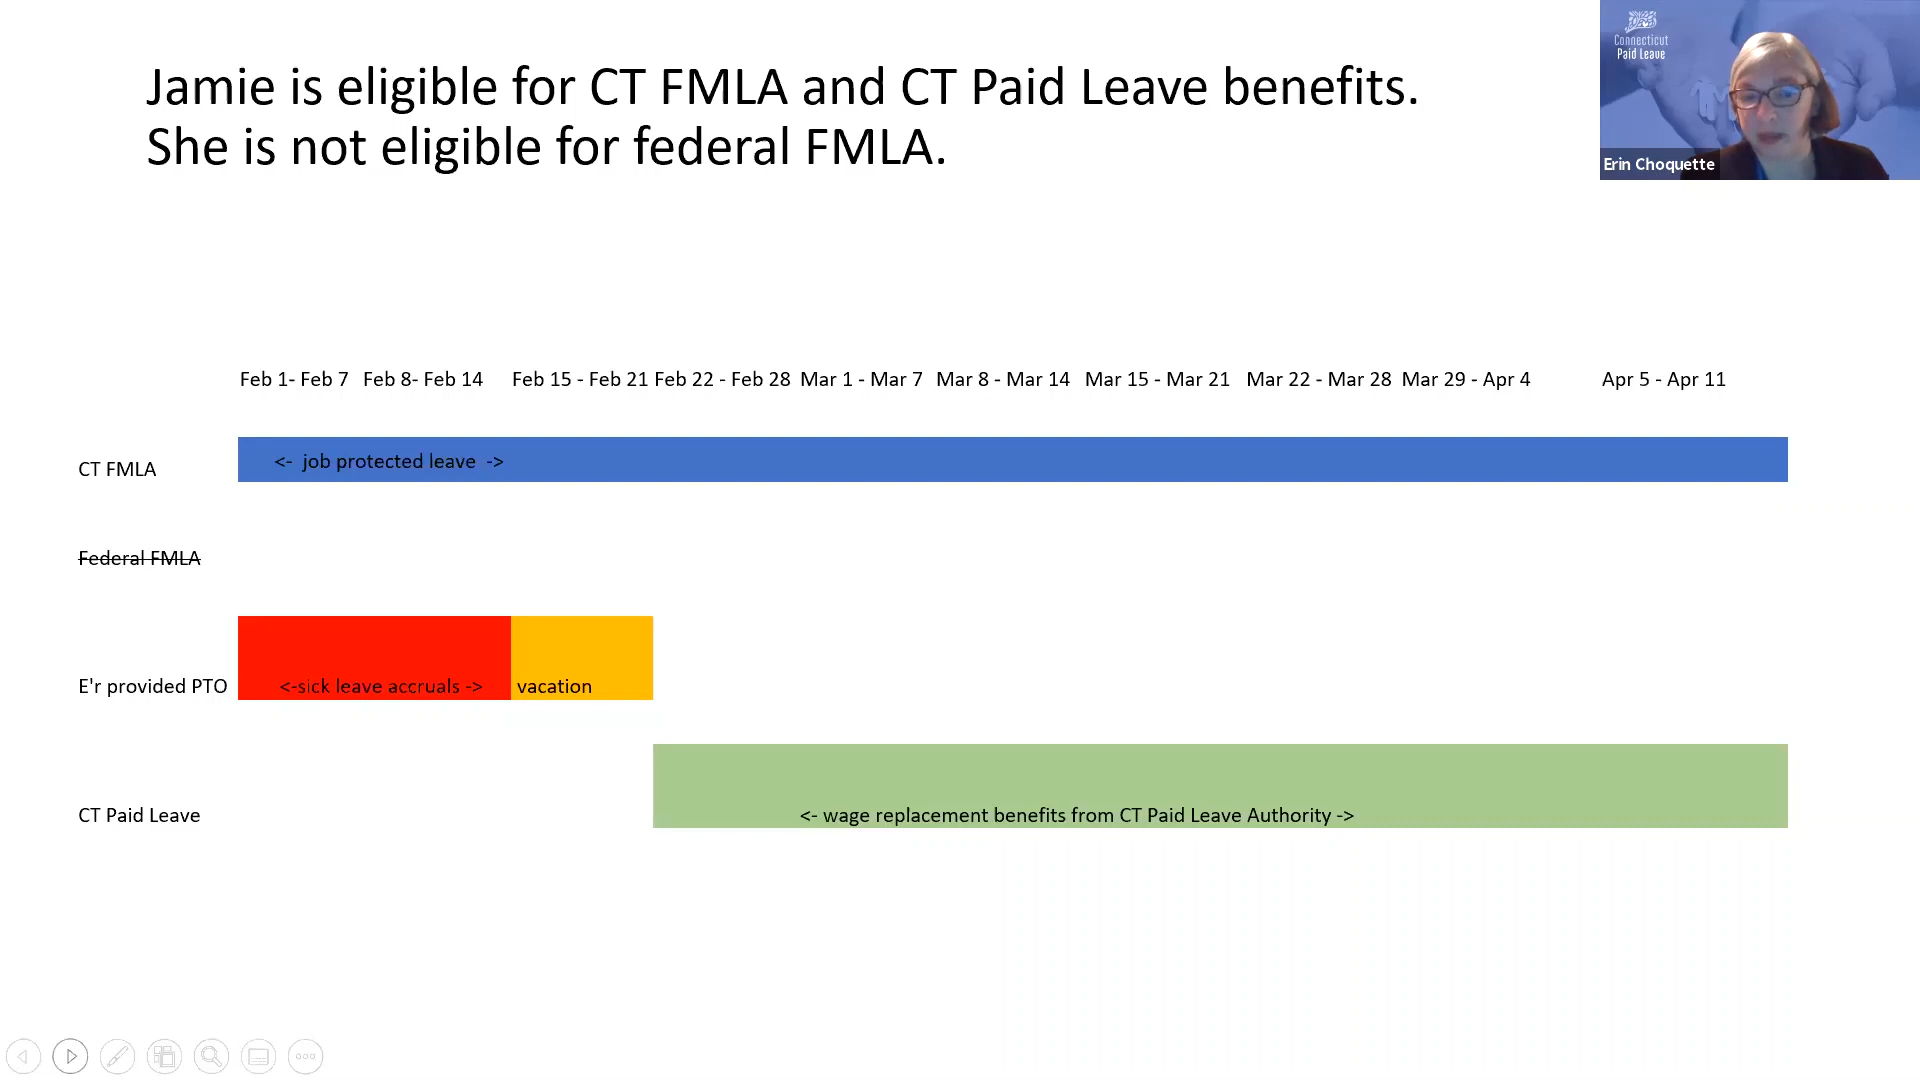 Jamie is eligible for CT FMLA and CT Paid Leave benefits.
She is not eligible for federal FMLA.
Connecticut
Paid Leave
Erin Choquette
Feb 1- Feb 7 Feb 8- Feb 14 Feb 15 - Feb 21 Feb 22 - Feb 28 Mar 1 - Mar 7 Mar 8 - Mar 14 Mar 15 - Mar 21 Mar 22 - Mar 28 Mar 29 - Apr 4 Apr 5 - Apr 11
CT FMLA <- job protected leave ->
Federal FMLA
E'r provided PTO <-sick leave accruals -> vacation
CT Paid Leave <- wage replacement benefits from CT Paid Leave Authority ->